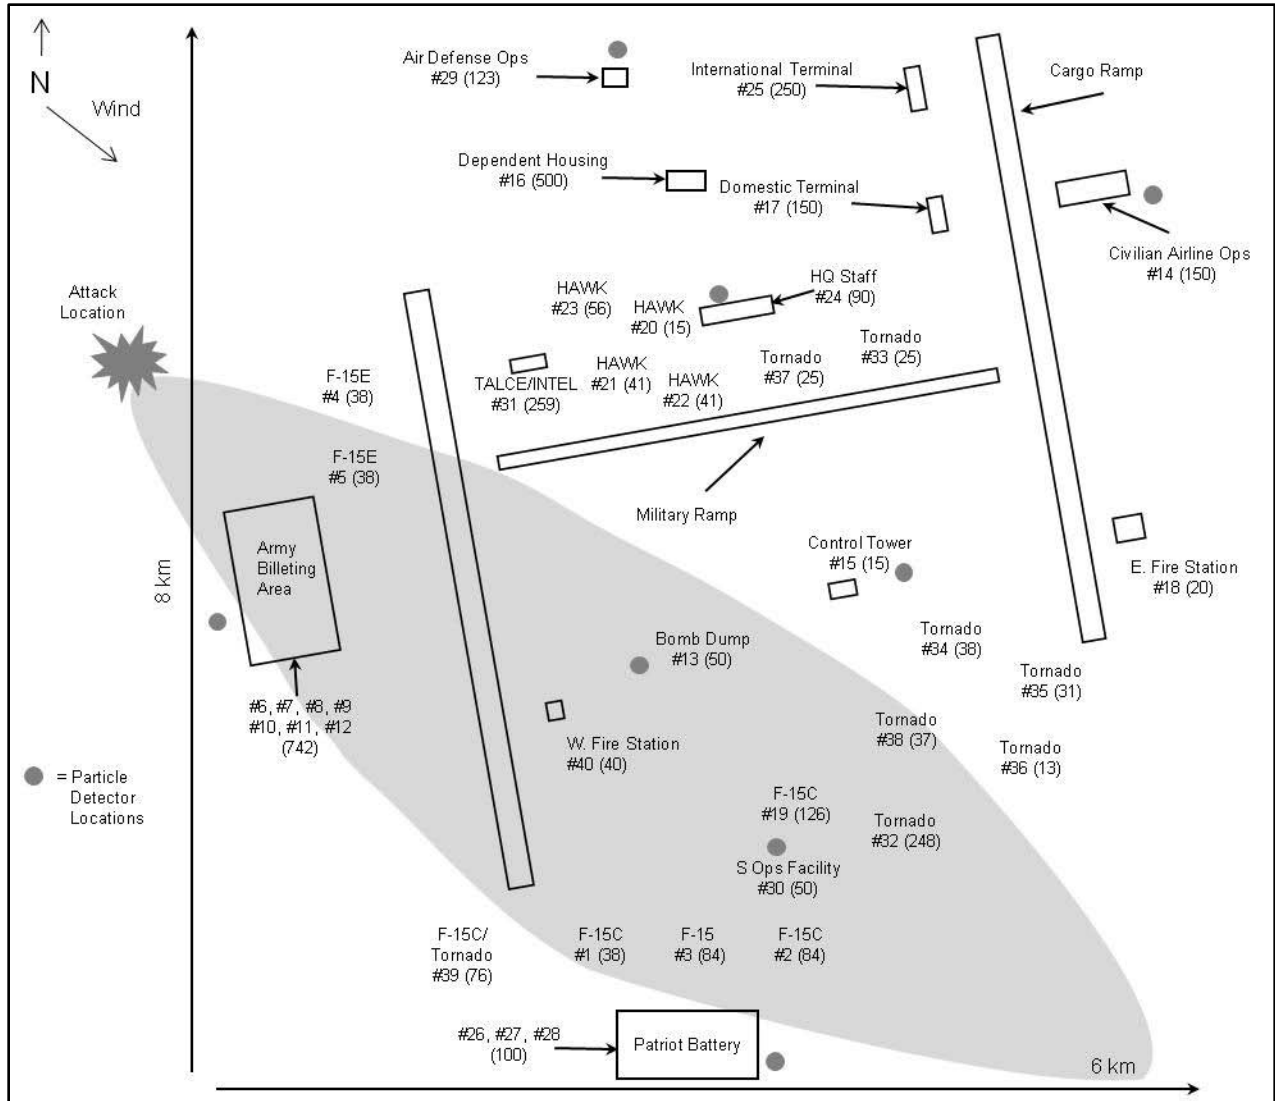 N
Wind
Air Defense Ops
#29 (123)
International Terminal
#25 (250)
Cargo Ramp
Dependent Housing
#16 (500)
Domestic Terminal
#17 (150)
Civilian Airline Ops
#14 (150)
Attack
Location
HAWK
#23 (56)
HAWK
#20 (15)
HQ Staff
#24 (90)
F-15E
#4 (38)
TALCE/INTEL
#31 (259)
HAWK
#21 (41)
HAWK
#22 (41)
Tornado
#37 (25)
Tornado
#33 (25)
F-15E
#5 (38)
Military Ramp
Army
Billeting
Area
8 km
Control Tower
#15 (15)
E. Fire Station
#18 (20)
Bomb Dump
#13 (50)
Tornado
#34 (38)
Tornado
#35 (31)
#6, #7, #8, #9
#10, #11, #12
(742)
W. Fire Station
#40 (40)
Tornado
#38 (37)
Tornado
#36 (13)
= Particle
Detector
Locations
F-15C
#19 (126)
Tornado
#32 (248)
S Ops Facility
#30 (50)
F-15C/
Tornado
#39 (76)
F-15C
#1 (38)
F-15
#3 (84)
F-15C
#2 (84)
#26, #27, #28
(100)
Patriot Battery
6 km